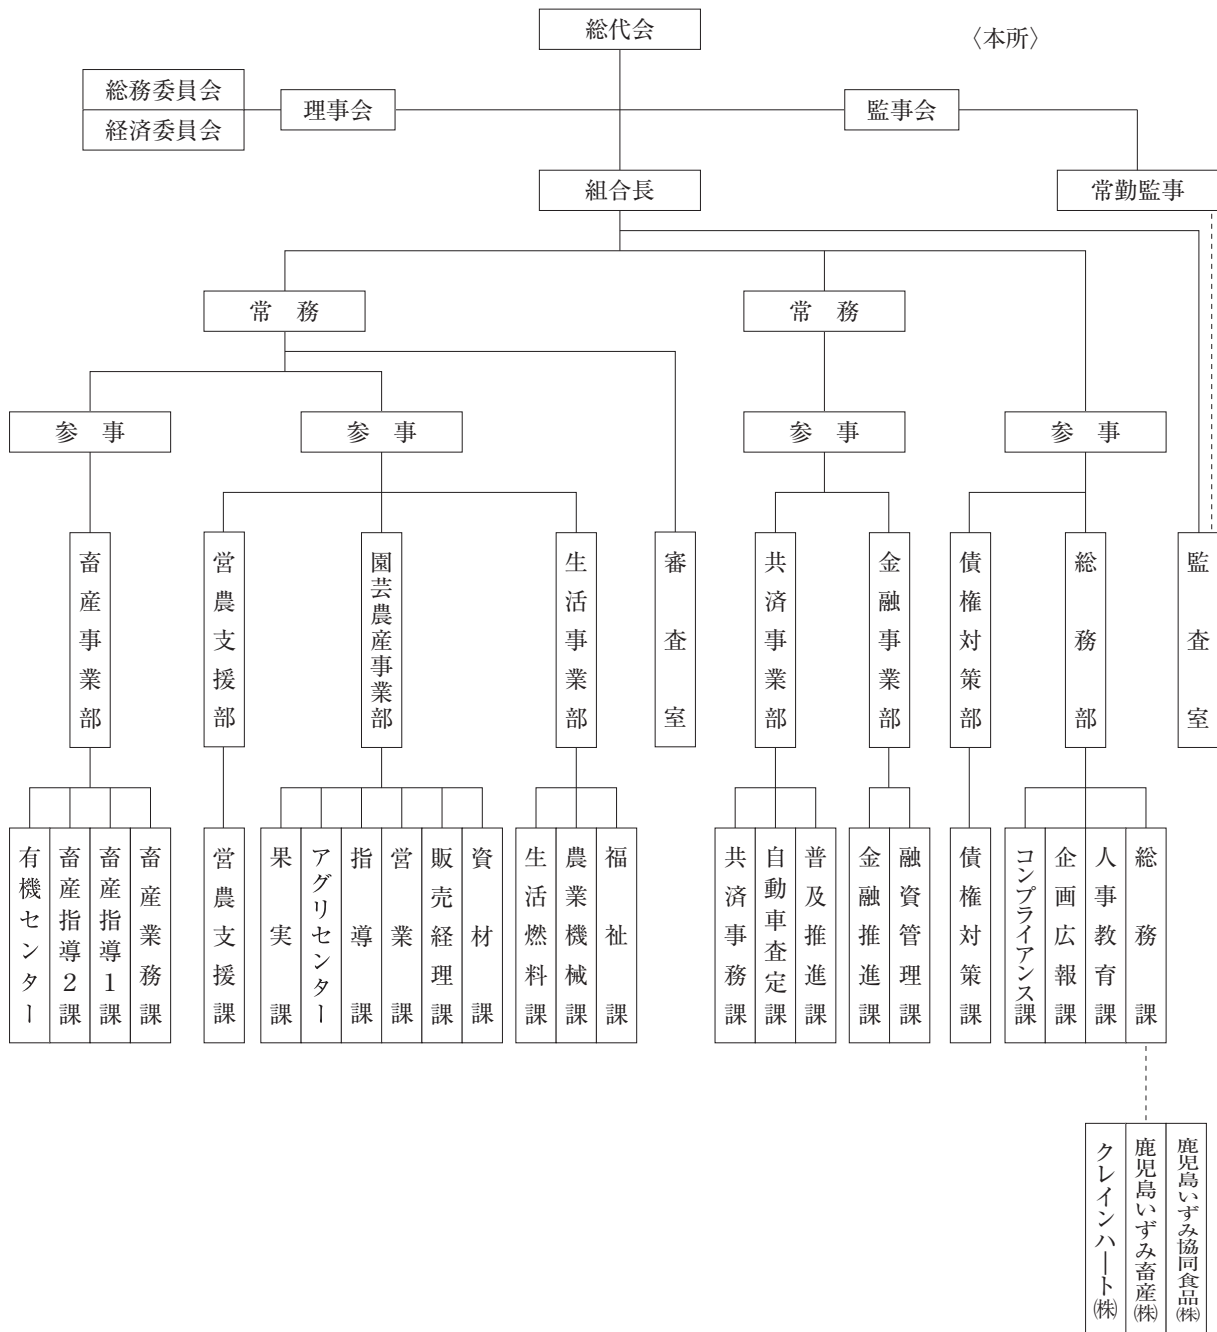 総代会
〈本所〉
総務委員会
経済委員会
理事会
監事会
組合長
常勤監事
常　務
常　務
参　事
参　事
参　事
参　事
畜産事業部
営農支援部
園芸農産事業部
生活事業部
審査室
共済事業部
金融事業部
債権対策部
総務部
監査室
有機センター
畜産指導２課
畜産指導１課
畜産業務課
営農支援課
果実課
アグリセンター
指導課
営業課
販売経理課
資材課
生活燃料課
農業機械課
福祉課
共済事務課
自動車査定課
普及推進課
金融推進課
融資管理課
債権対策課
コンプライアンス課
企画広報課
人事教育課
総務課
クレインハート㈱
鹿児島いずみ畜産㈱
鹿児島いずみ協同食品㈱